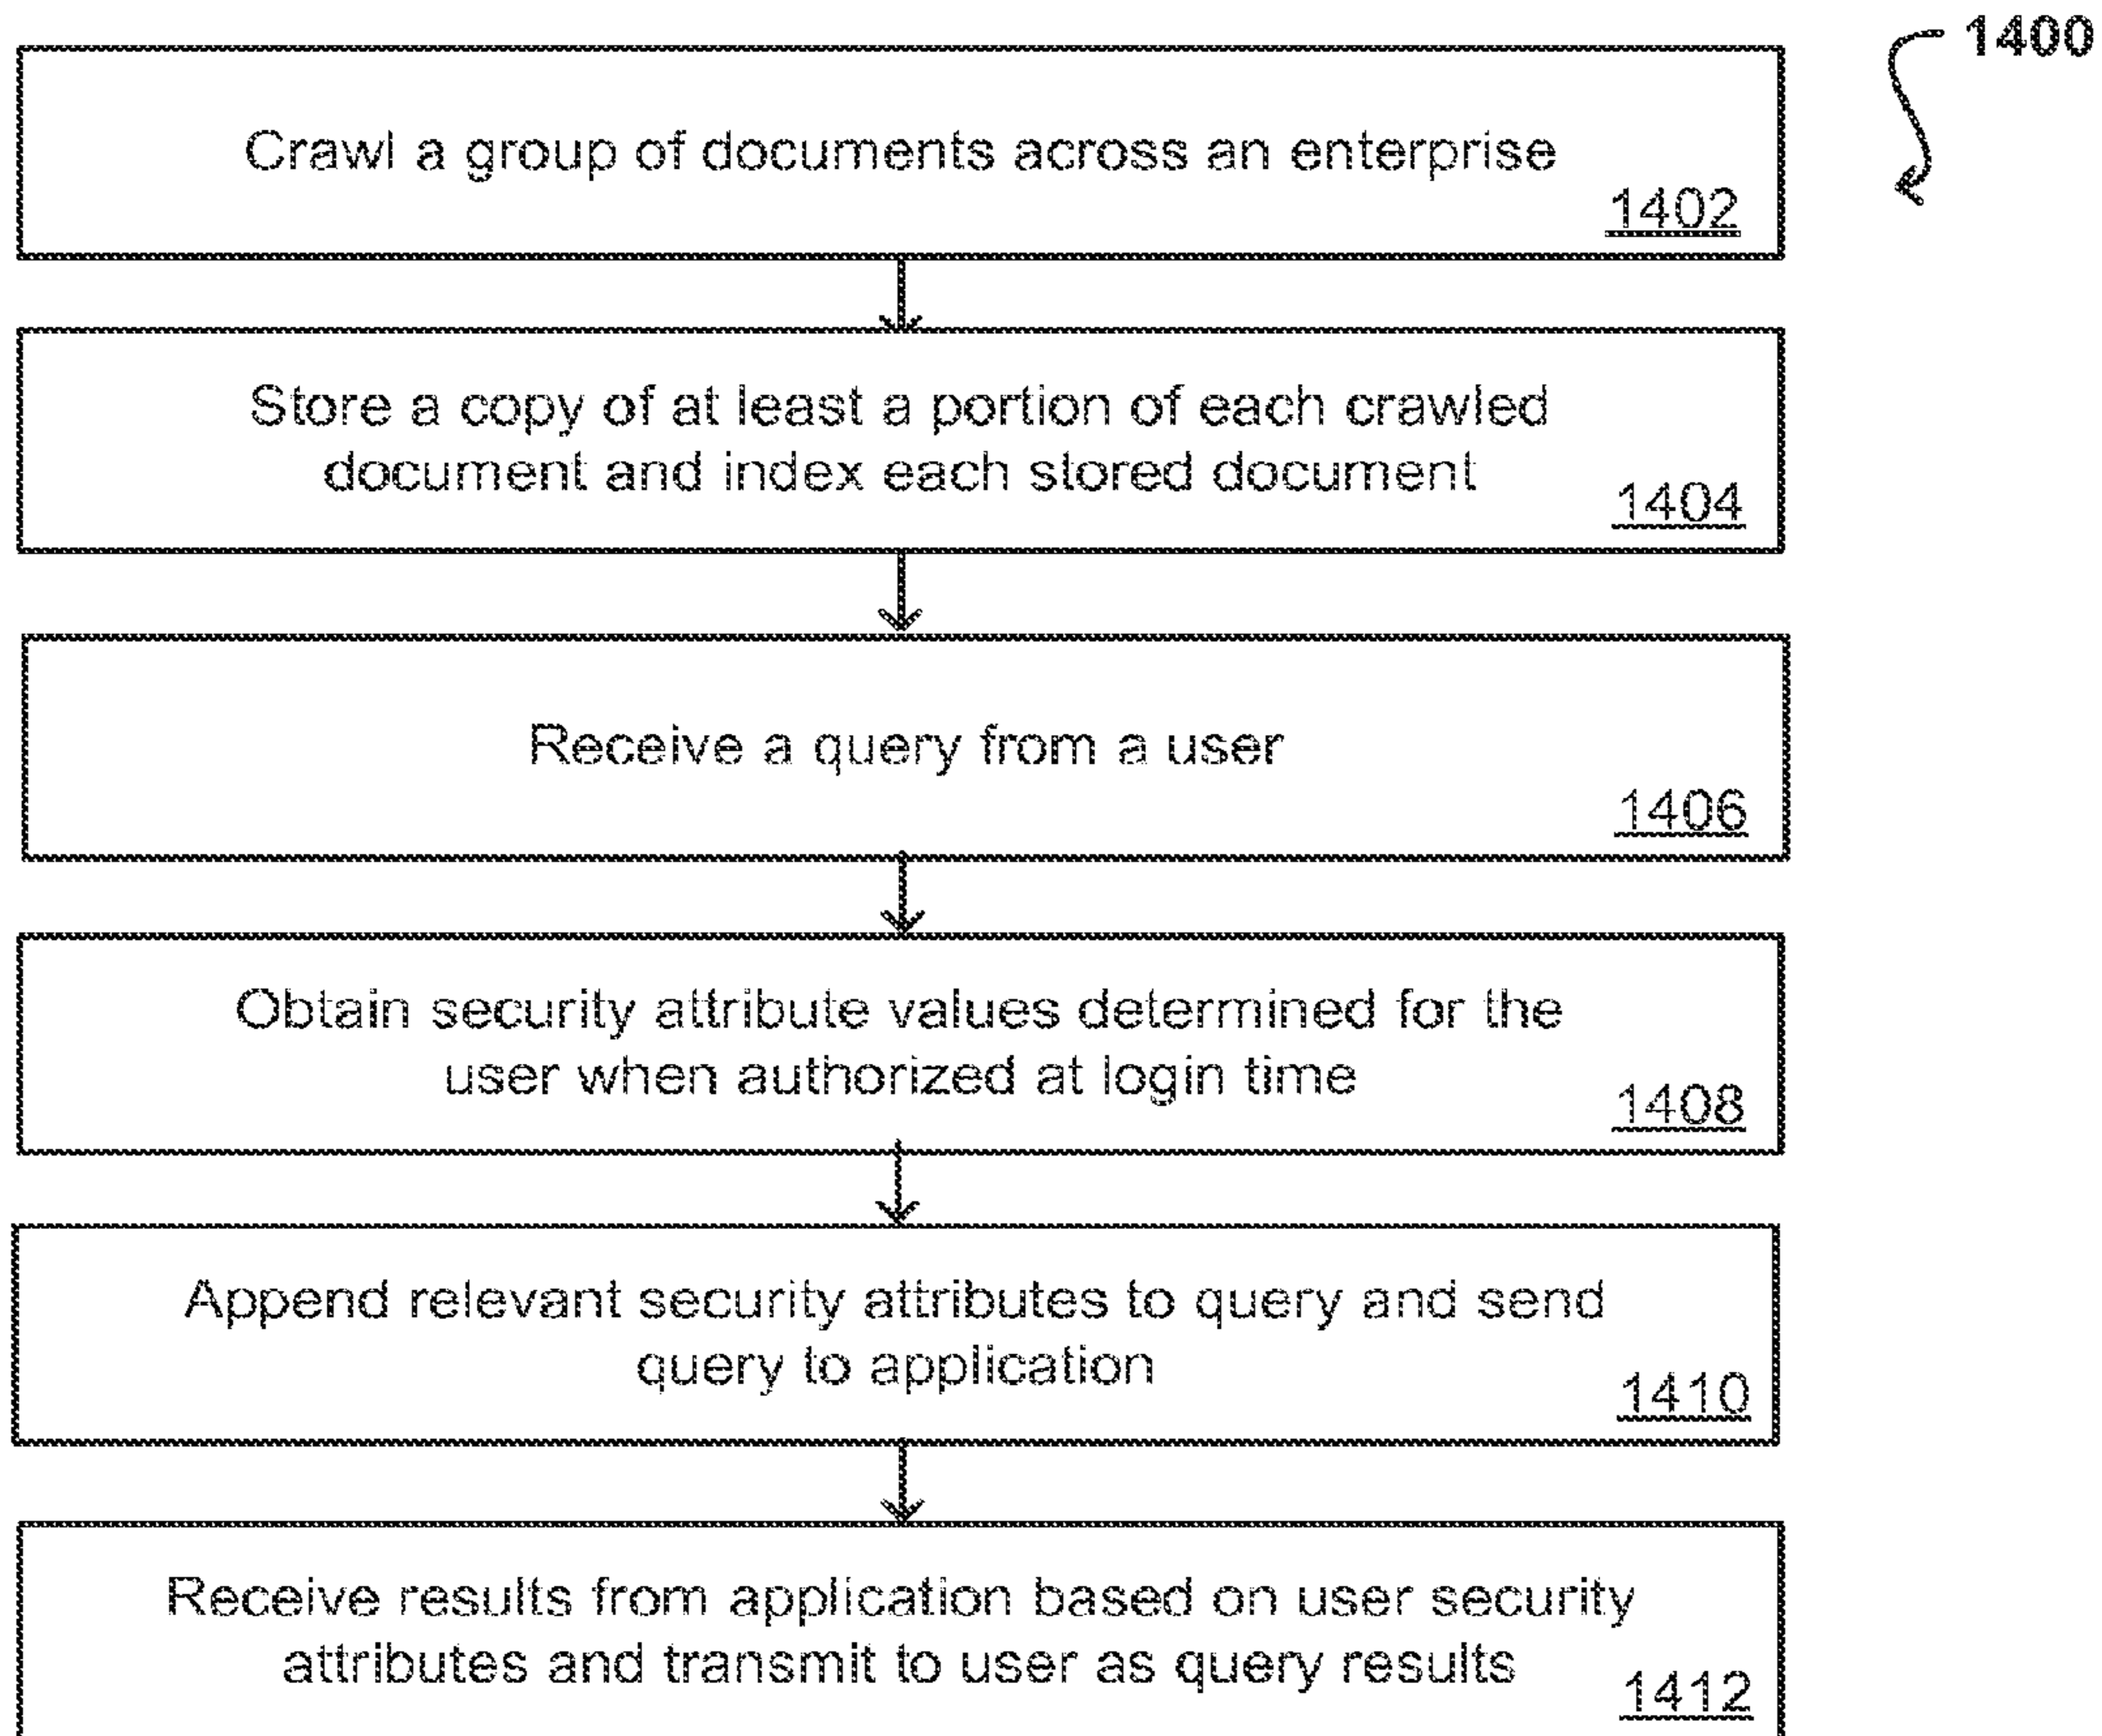 1400
Crawl a group of documents across an enterprise
1402
Store a copy of at least a portion of each crawled
document and index each stored document
1404
Receive a query from a user
1406
Obtain security attribute values determined for the
user when authorized at login time
1408
Append relevant security attributes to query and send
query to application
1410
Receive results from application based on user security
attributes and transmit to user as query results
1412